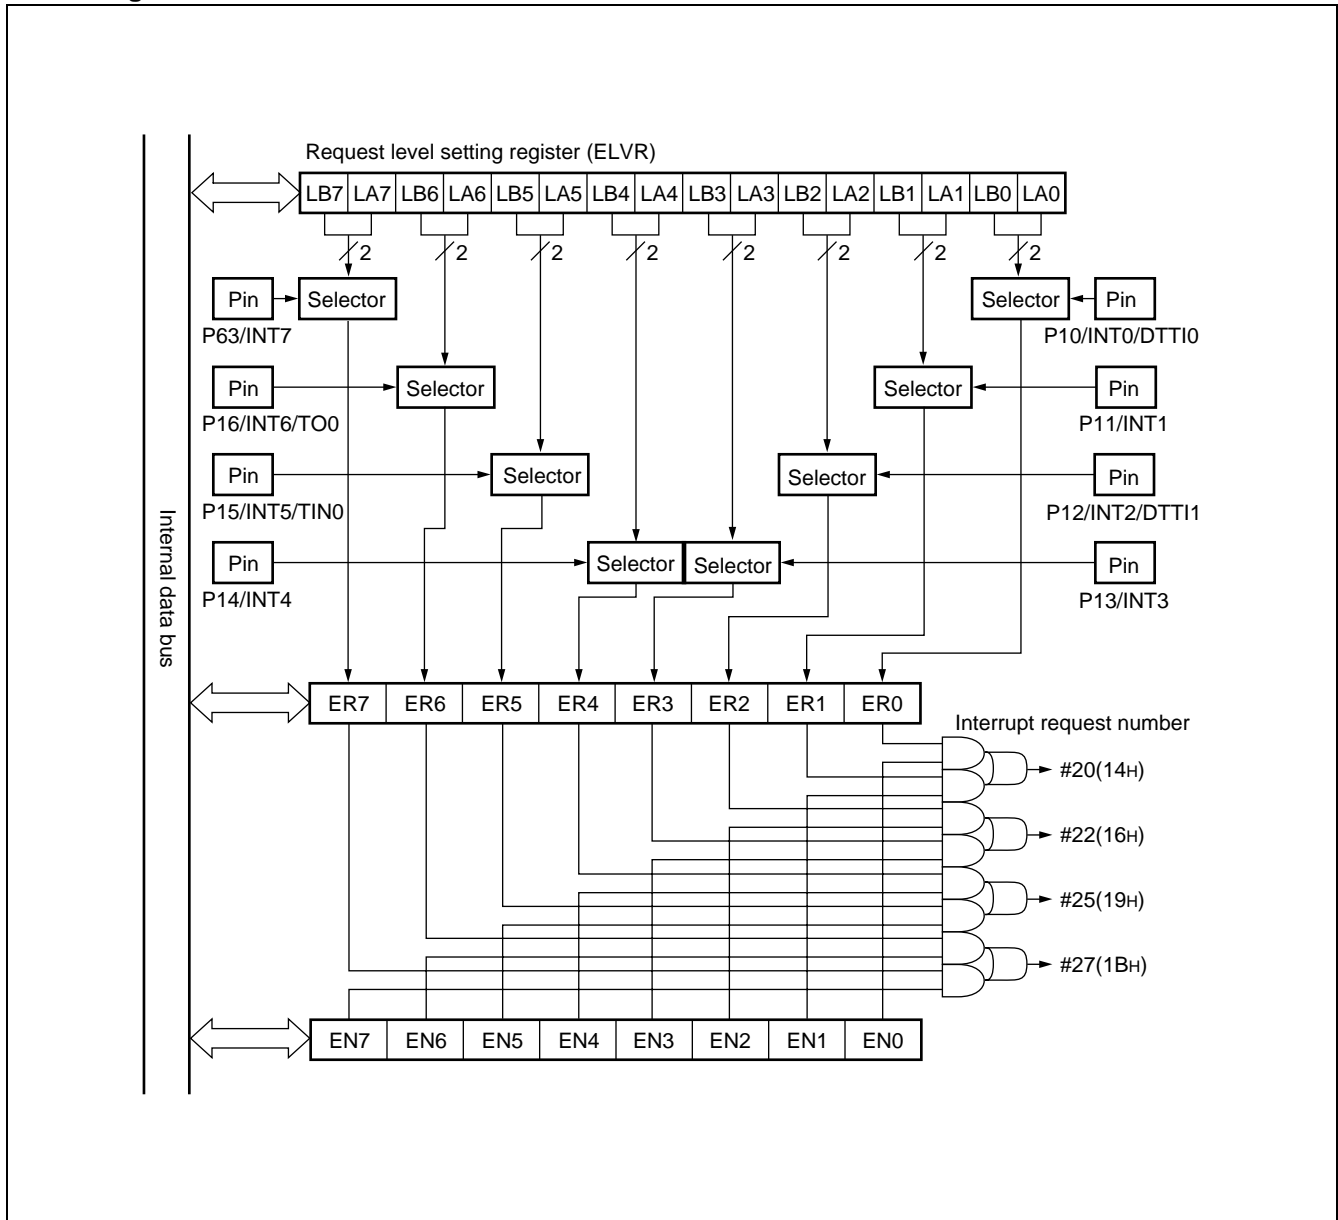 Request level setting register (ELVR)
LB7 LA7 LB6 LA6 LB5 LA5 LB4 LA4 LB3 LA3 LB2 LA2 LB1 LA1 LB0 LA0
2 2 2 2 2 2 2 2
Pin Selector Selector Pin
P63/INT7 P10/INT0/DTTI0
Pin Selector Selector Pin
P16/INT6/TO0 P11/INT1
Pin Selector Selector Pin
P15/INT5/TIN0 P12/INT2/DTTI1
Pin Selector Selector Pin
P14/INT4 P13/INT3
Internal data bus
ER7 ER6 ER5 ER4 ER3 ER2 ER1 ER0
Interrupt request number
#20(14H)
#22(16H)
#25(19H)
#27(1BH)
EN7 EN6 EN5 EN4 EN3 EN2 EN1 EN0